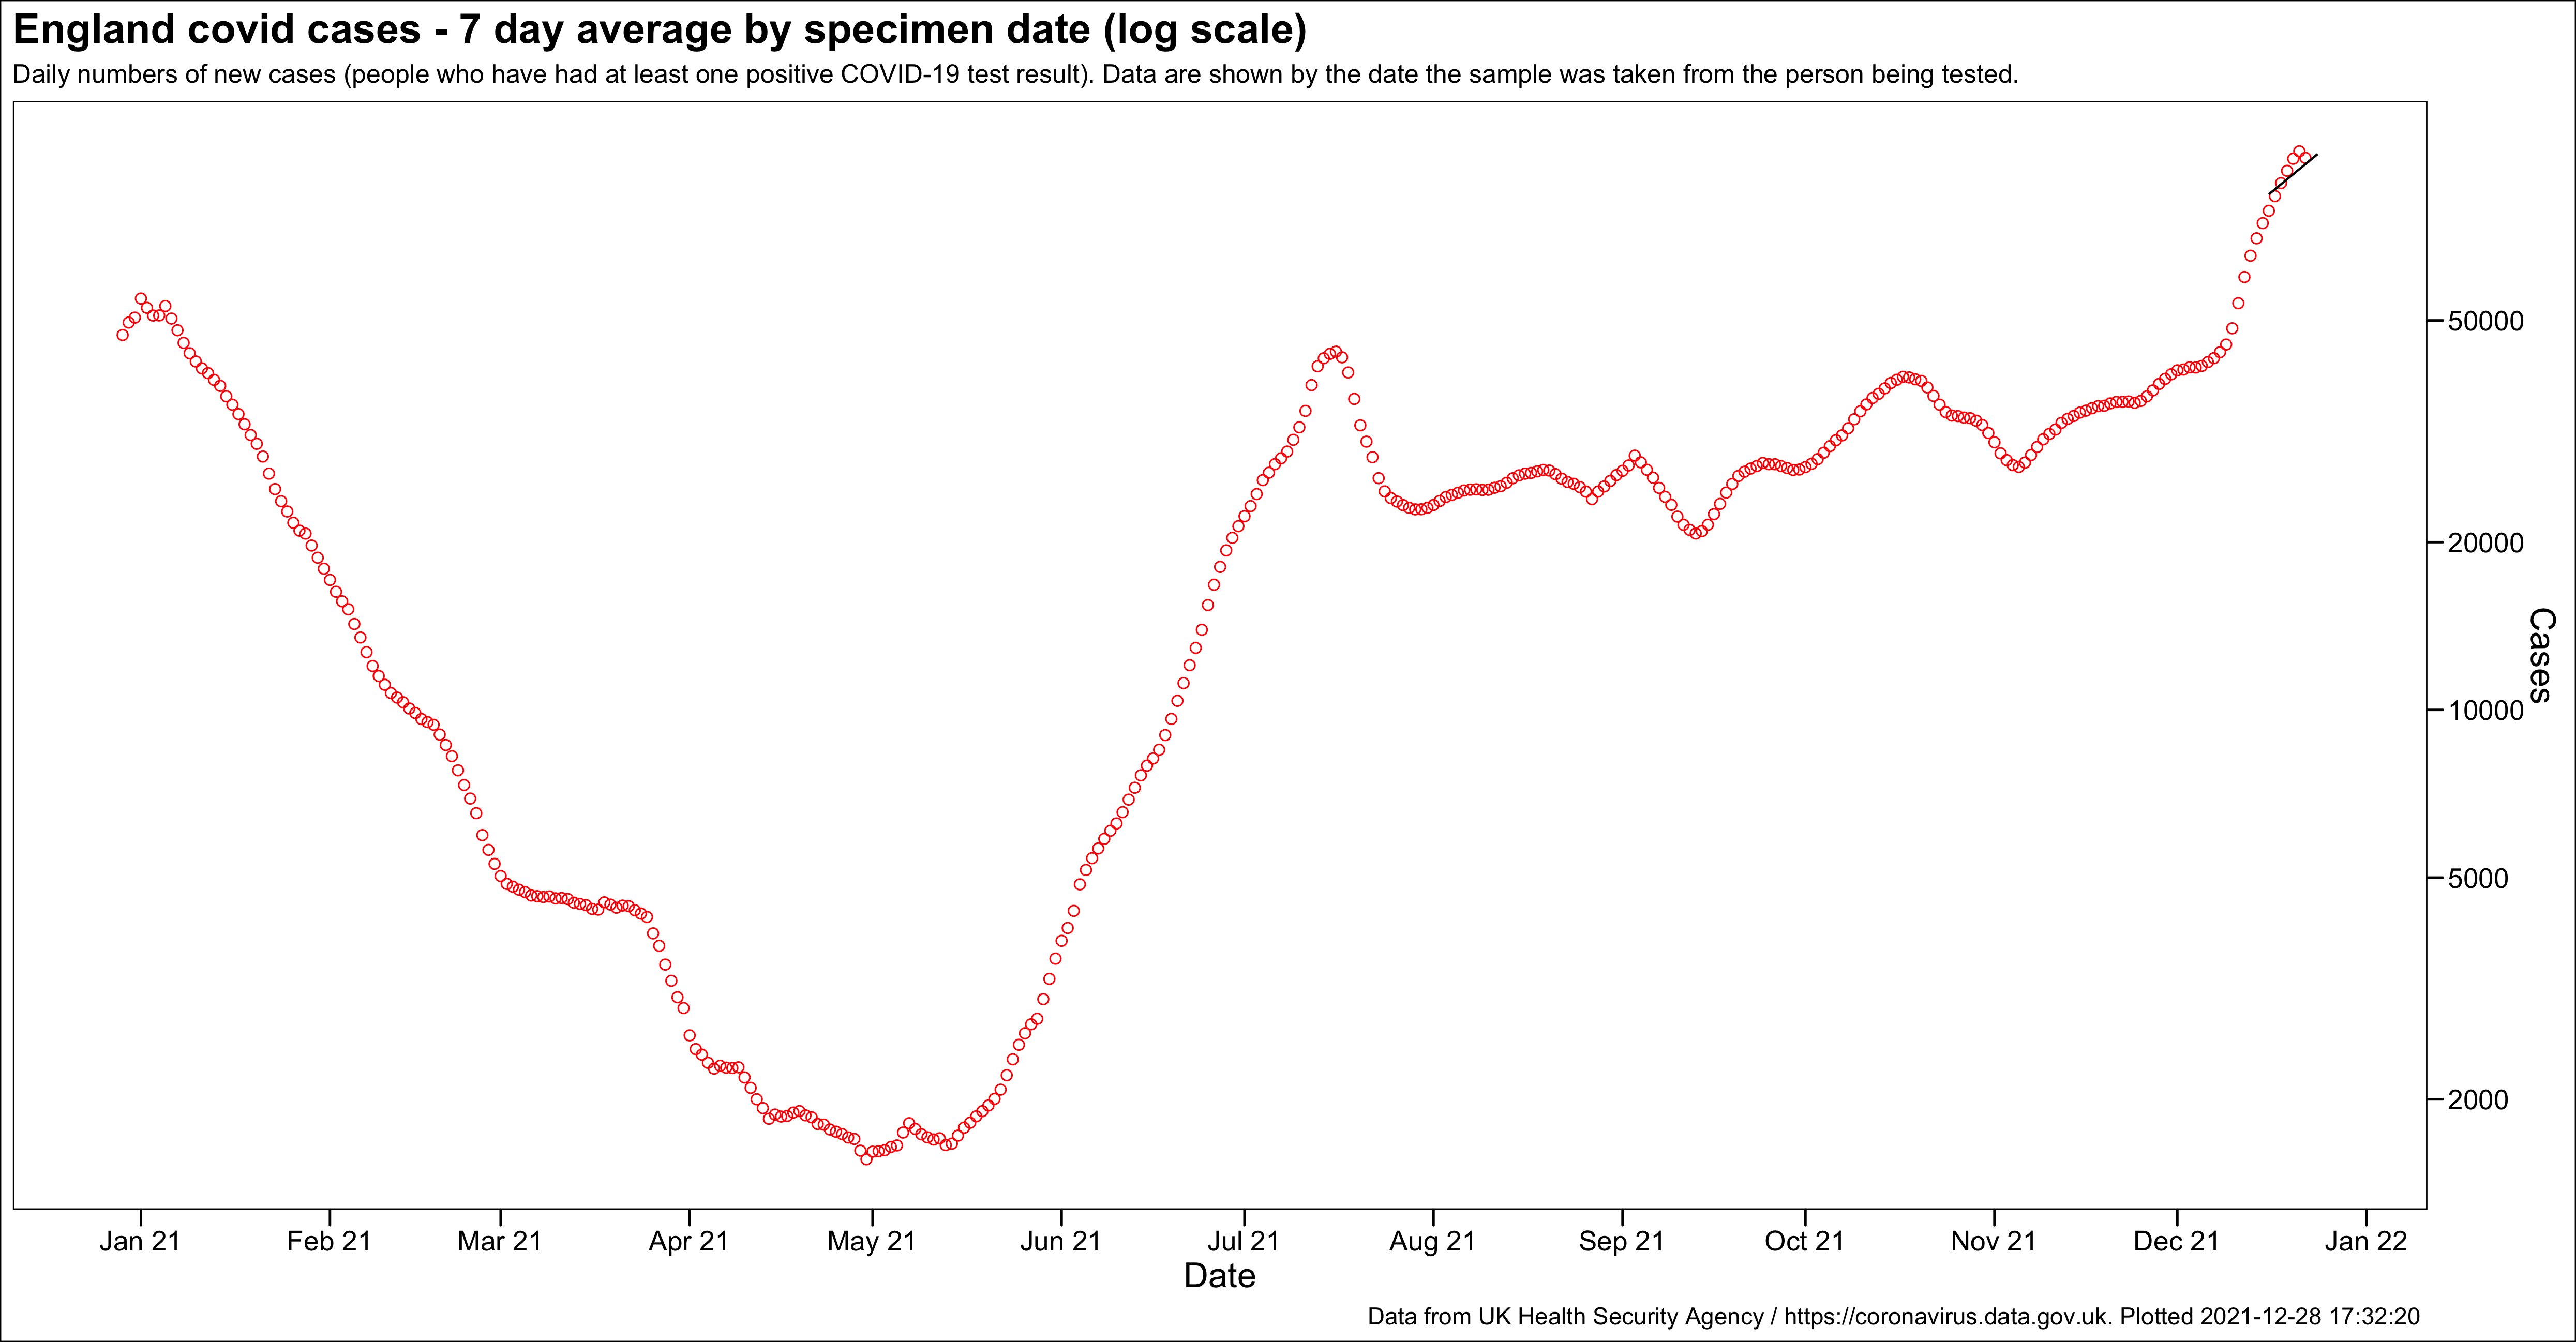 England covid cases - 7 day average by specimen date (log scale)
Daily numbers of new cases (people who have had at least one positive COVID-19 test result). Data are shown by the date the sample was taken from the person being tested.
50000
20000
10000
5000
2000
Cases
Jan 21 Feb 21 Mar 21 Apr 21 May 21 Jun 21 Jul 21 Aug 21 Sep 21 Oct 21 Nov 21 Dec 21 Jan 22
Date
Data from UK Health Security Agency / https://coronavirus.data.gov.uk. Plotted 2021-12-28 17:32:20